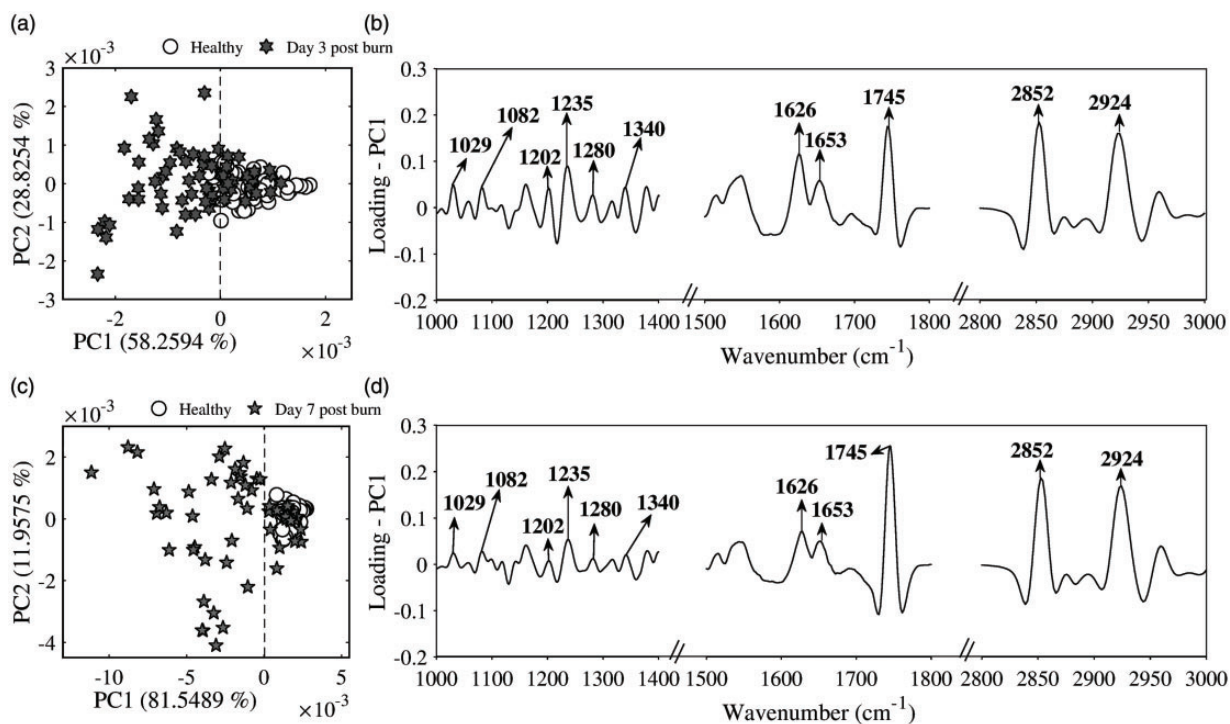 (a)
Healthy Day 3 post burn
×10⁻³
3
2
1
0
-1
-2
-3
PC2 (28.8254 %)
-2 0 2
PC1 (58.2594 %)
×10⁻³
(b)
0.3
0.2
0.1
0
-0.1
-0.2
Loading - PC1
1029
1082
1202
1235
1280
1340
1626
1653
1745
2852
2924
1000 1100 1200 1300 1400 1500 1600 1700 1800 2800 2850 2900 2950 3000
Wavenumber (cm⁻¹)
(c)
Healthy Day 7 post burn
×10⁻³
4
2
0
-2
-4
PC2 (11.9575 %)
-10 -5 0 5
PC1 (81.5489 %)
×10⁻³
(d)
0.3
0.2
0.1
0
-0.1
-0.2
Loading - PC1
1029
1082
1202
1235
1280
1340
1626
1653
1745
2852
2924
1000 1100 1200 1300 1400 1500 1600 1700 1800 2800 2850 2900 2950 3000
Wavenumber (cm⁻¹)